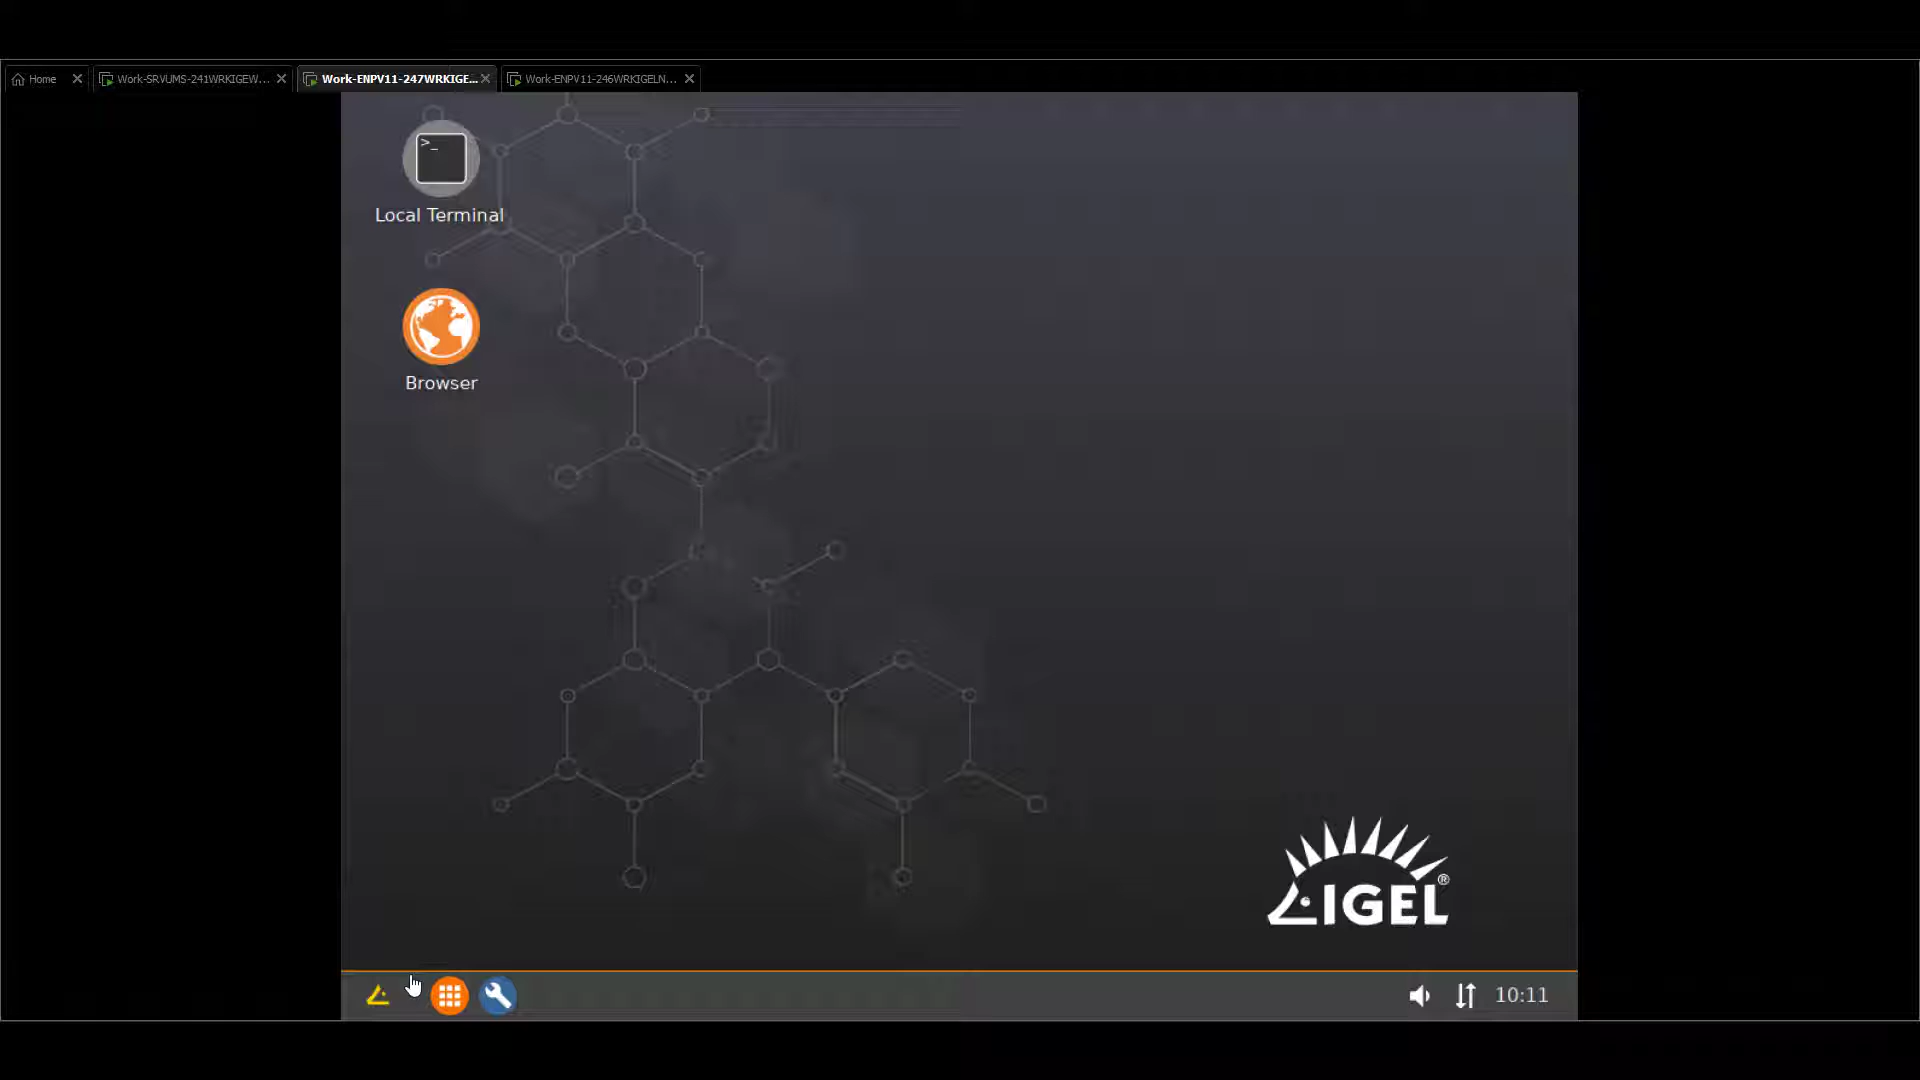 Home
Work-SRVUMS-241WRKIGEW...
Work-ENPV11-247WRKIGE...
Work-ENPV11-246WRKIGELN...
>_
Local Terminal
Browser
IGEL®
10:11